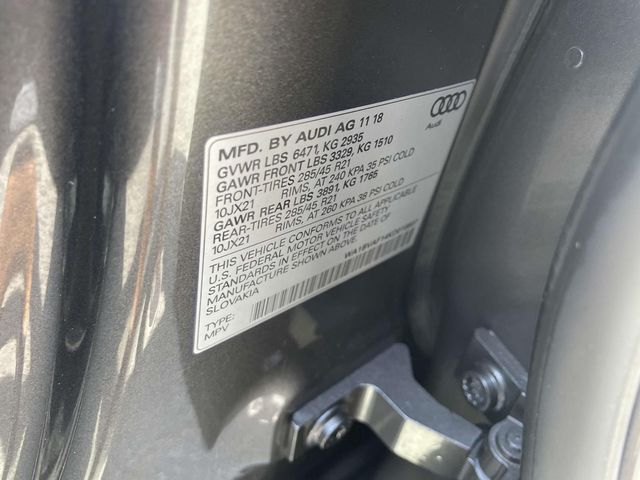 MFD. BY AUDI AG 11 18
Audi
GVWR LBS 6471, KG 2935
GAWR FRONT LBS 3329, KG 1510
FRONT-TIRES 285/45 R21
10JX21 RIMS, AT 240 KPA 35 PSI COLD
GAWR REAR LBS 3891, KG 1765
REAR-TIRES 285/45 R21
10JX21 RIMS, AT 260 KPA 38 PSI COLD
THIS VEHICLE CONFORMS TO ALL APPLICABLE
U.S. FEDERAL MOTOR VEHICLE SAFETY
STANDARDS IN EFFECT ON THE DATE OF
MANUFACTURE SHOWN ABOVE.
SLOVAKIA
TYPE:
MPV